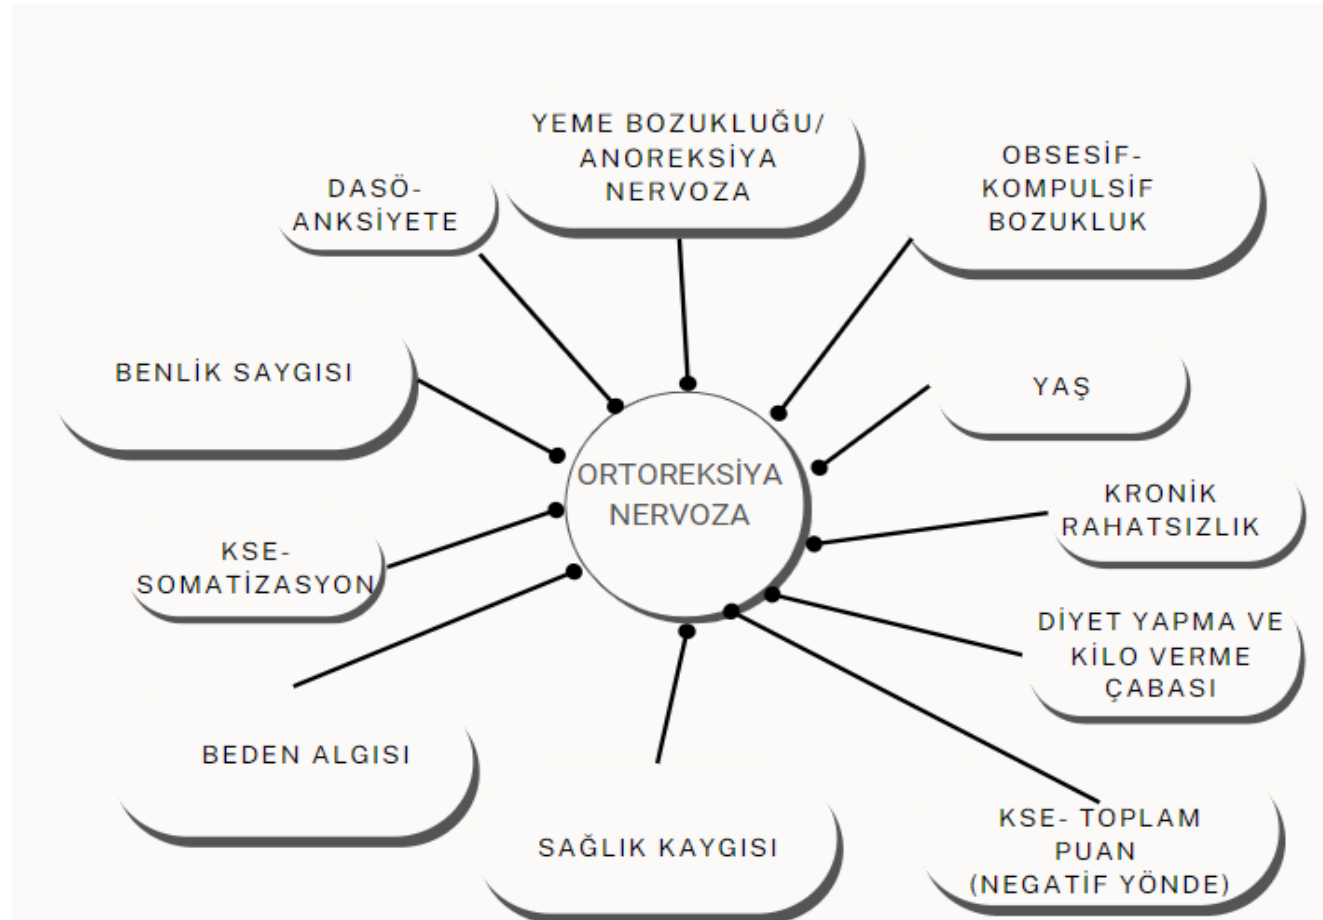 YEME BOZUKLUĞU/
ANOREKSİYA
NERVOZA
OBSESİF-
KOMPULSİF
BOZUKLUK
DASÖ-
ANKSİYETE
BENLİK SAYGISI
YAŞ
ORTOREKSİYA
NERVOZA
KRONİK
RAHATSIZLIK
KSE-
SOMATİZASYON
DİYET YAPMA VE
KİLO VERME
ÇABASI
BEDEN ALGISI
SAĞLIK KAYGISI
KSE- TOPLAM
PUAN
(NEGATİF YÖNDE)